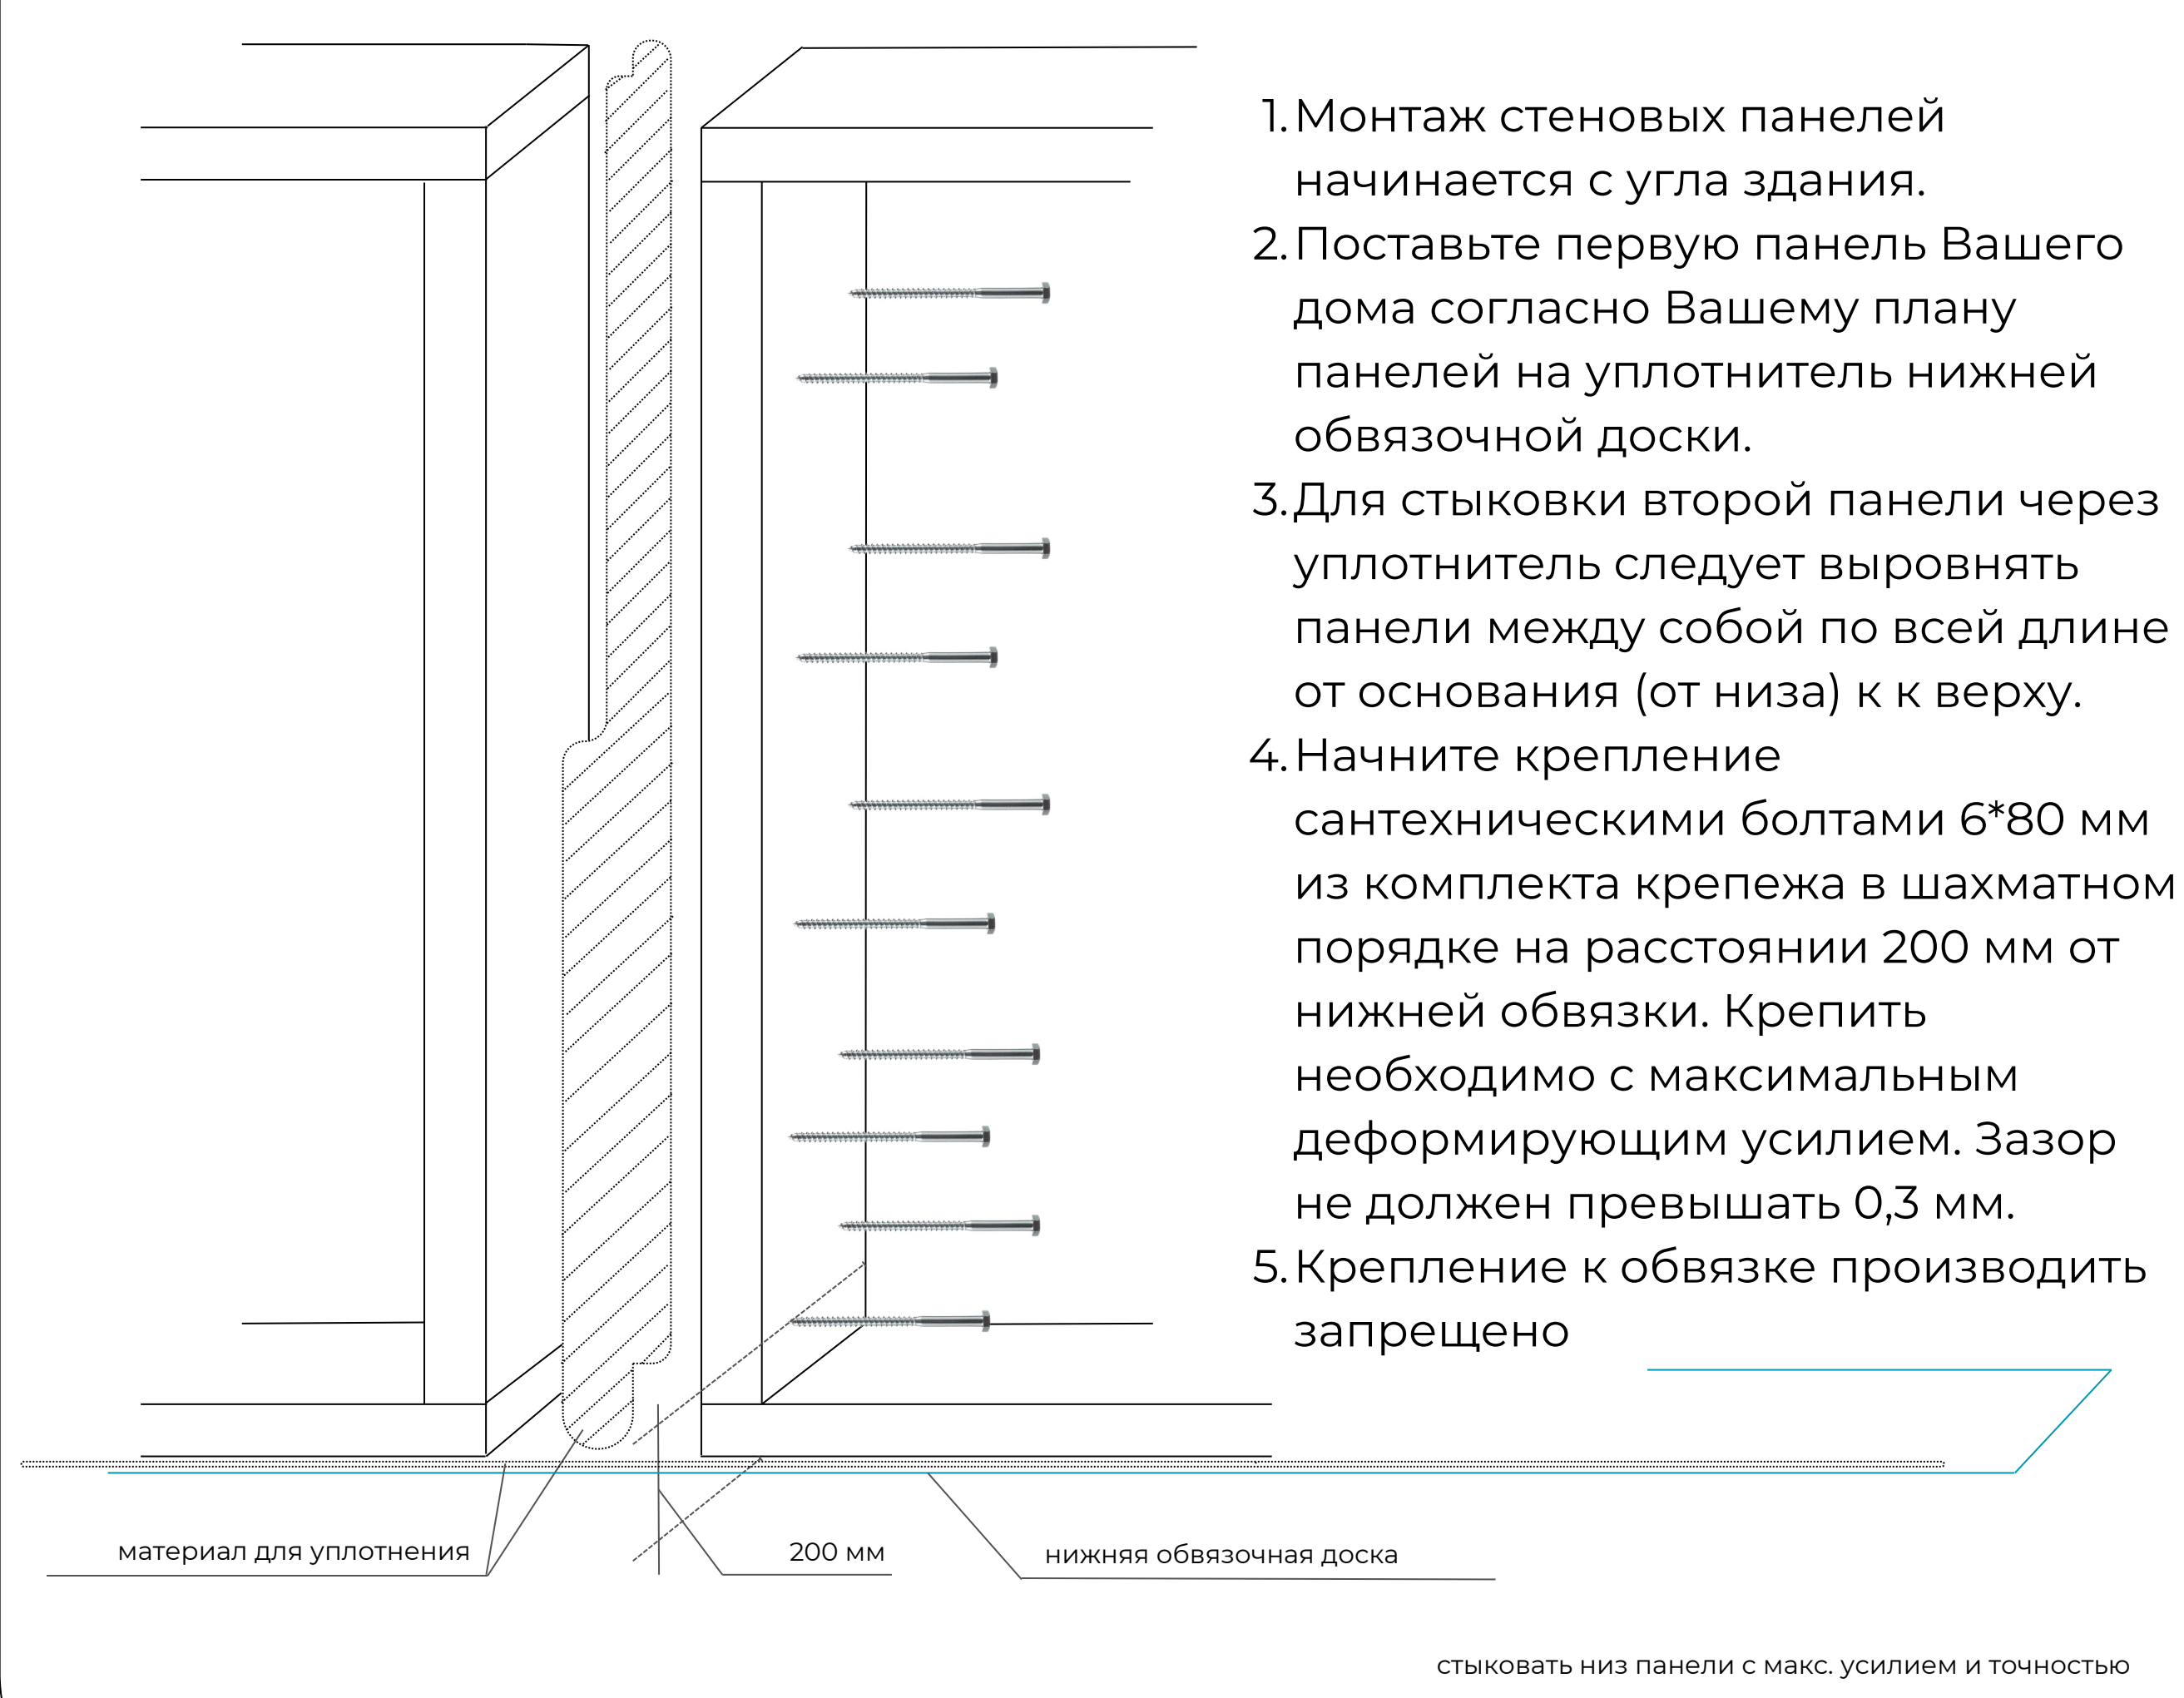 1. Монтаж стеновых панелей
начинается с угла здания.
2. Поставьте первую панель Вашего
дома согласно Вашему плану
панелей на уплотнитель нижней
обвязочной доски.
3. Для стыковки второй панели через
уплотнитель следует выровнять
панели между собой по всей длине
от основания (от низа) к к верху.
4. Начните крепление
сантехническими болтами 6*80 мм
из комплекта крепежа в шахматном
порядке на расстоянии 200 мм от
нижней обвязки. Крепить
необходимо с максимальным
деформирующим усилием. Зазор
не должен превышать 0,3 мм.
5. Крепление к обвязке производить
запрещено
материал для уплотнения
200 мм
нижняя обвязочная доска
стыковать низ панели с макс. усилием и точностью